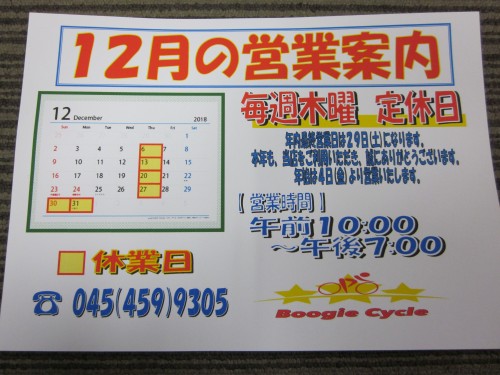 12月の営業案内
毎週木曜 定休日
12 December 2018
Sun Mon Tue Wed Thu Fri Sat
1
2 3 4 5 6 7 8
9 10 11 12 13 14 15
16 17 18 19 20 21 22
23 24 25 26 27 28 29
30 31
年内最終営業日は29日(土)になります。
本年も、当店をご利用いただき、誠にありがとうございます。
年始は4日(金)より営業いたします。
【営業時間】
午前10:00
～午後7:00
休業日
☎ 045(459)9305
Boogie Cycle